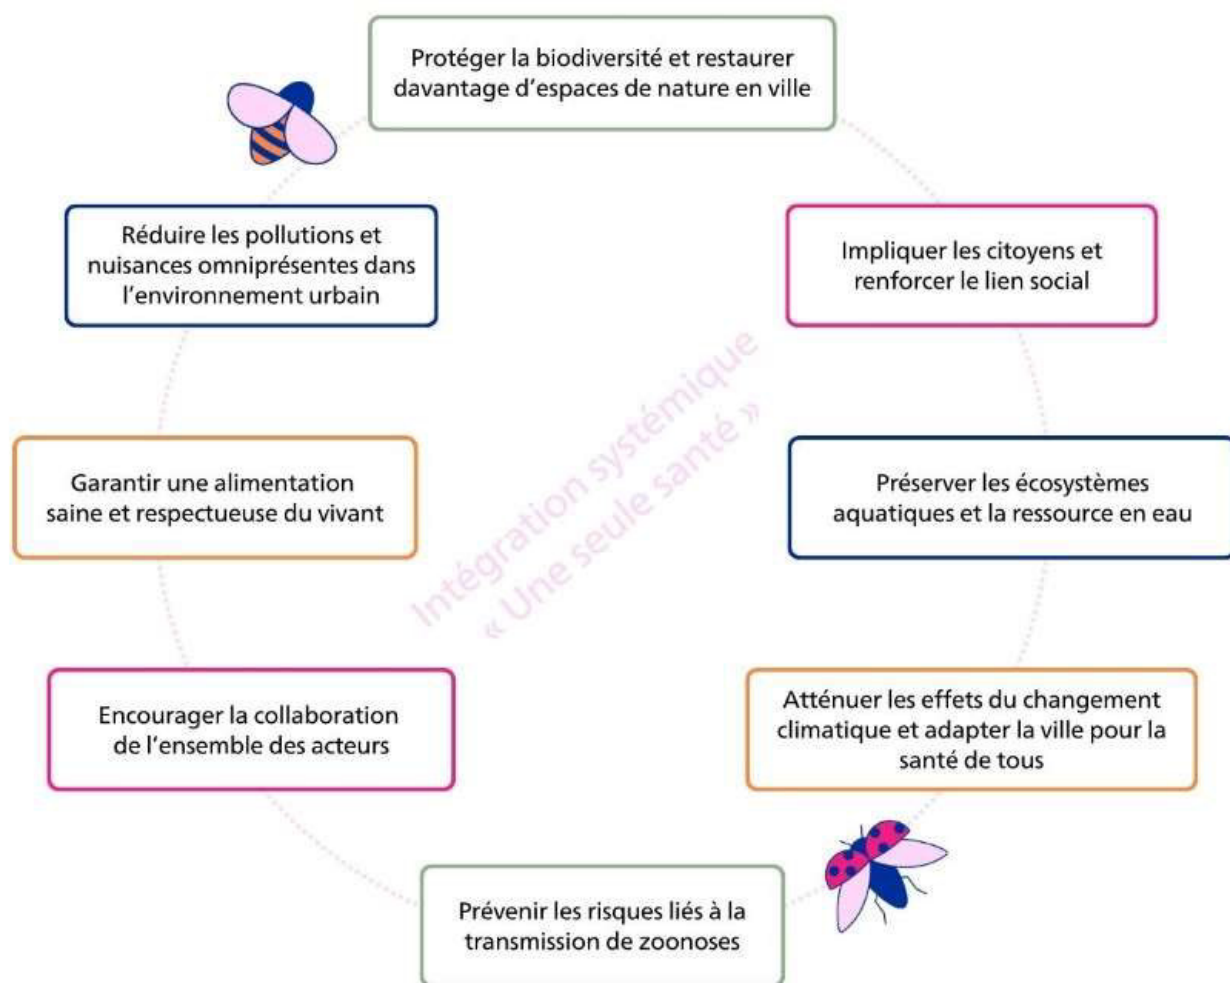 Protéger la biodiversité et restaurer
davantage d'espaces de nature en ville
Réduire les pollutions et
nuisances omniprésentes dans
l'environnement urbain
Impliquer les citoyens et
renforcer le lien social
Intégration systémique
« Une seule santé »
Garantir une alimentation
saine et respectueuse du vivant
Préserver les écosystèmes
aquatiques et la ressource en eau
Encourager la collaboration
de l'ensemble des acteurs
Atténuer les effets du changement
climatique et adapter la ville pour la
santé de tous
Prévenir les risques liés à la
transmission de zoonoses